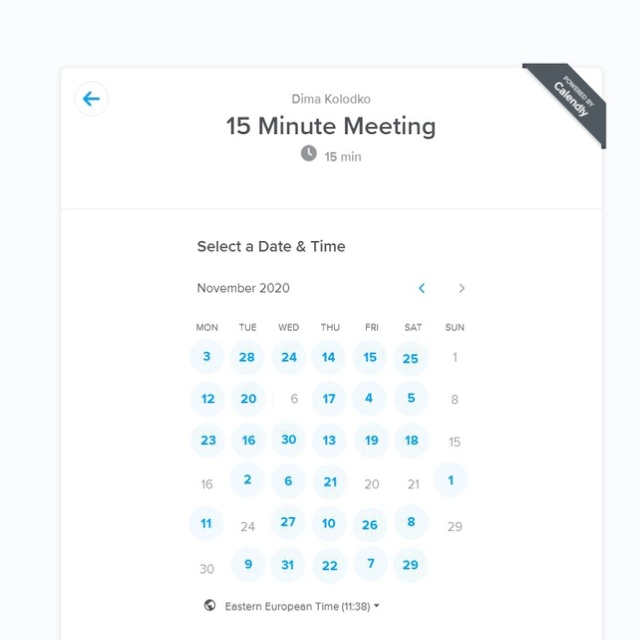 POWERED BY
Calendly
Dima Kolodko
15 Minute Meeting
15 min
Select a Date & Time
November 2020
MON TUE WED THU FRI SAT SUN
3 28 24 14 15 25 1
12 20 6 17 4 5 8
23 16 30 13 19 18 15
16 2 6 21 20 21 1
11 24 27 10 26 8 29
30 9 31 22 7 29
Eastern European Time (11:38)